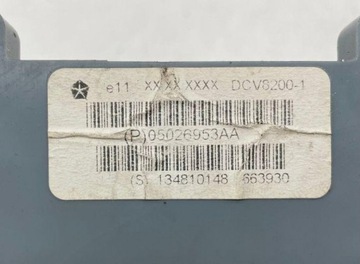 e11 XX XX XXXX DCV8200-1
(P)05026953AA
(S) 134810148 663930